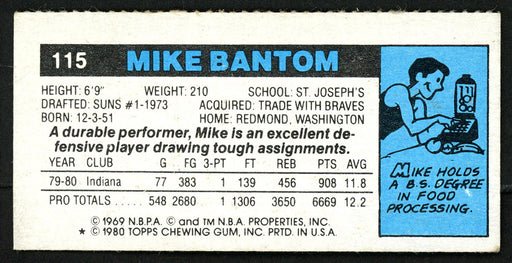 115 MIKE BANTOM
HEIGHT: 6'9" WEIGHT: 210 SCHOOL: ST. JOSEPH'S
DRAFTED: SUNS #1-1973 ACQUIRED: TRADE WITH BRAVES
BORN: 12-3-51 HOME: REDMOND, WASHINGTON
A durable performer, Mike is an excellent de-
fensive player drawing tough assignments.
YEAR CLUB G FG 3-PT FT REB PTS AVG
79-80 Indiana 77 383 1 139 456 908 11.8
PRO TOTALS..... 548 2680 1 1306 3650 6669 12.2
© 1969 N.B.P.A. © and TM N.B.A. PROPERTIES, INC.
* © 1980 TOPPS CHEWING GUM, INC. PRTD. IN U.S.A.
MIKE HOLDS
A B.S. DEGREE
IN FOOD
PROCESSING.